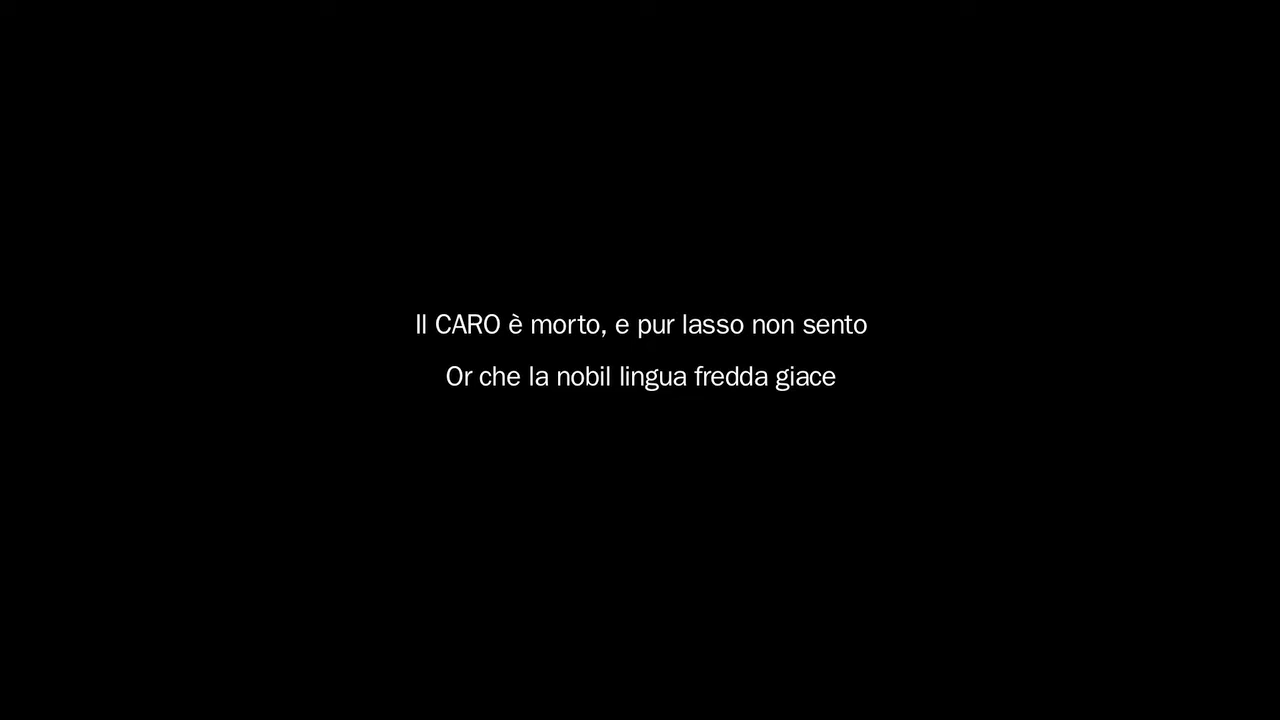 Il CARO è morto, e pur lasso non sento
Or che la nobil lingua fredda giace